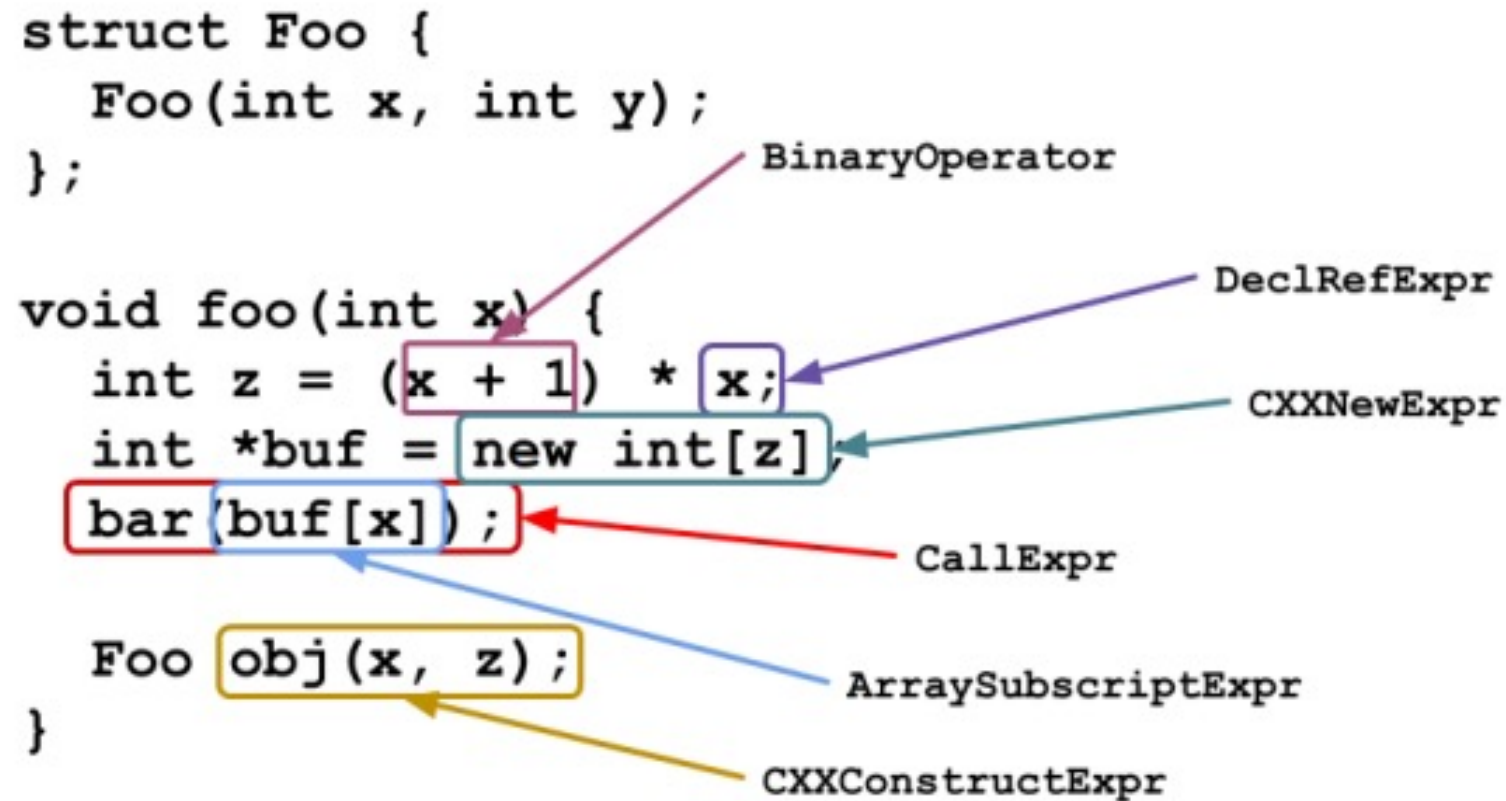 struct Foo {
  Foo(int x, int y);
};
BinaryOperator
DeclRefExpr
void foo(int x) {
  int z = (x + 1) * x;
CXXNewExpr
  int *buf = new int[z];
  bar(buf[x]);
CallExpr
  Foo obj(x, z);
ArraySubscriptExpr
}
CXXConstructExpr